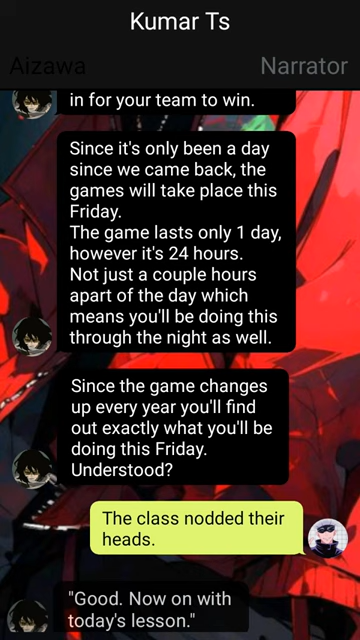 Kumar Ts
Aizawa
Narrator
in for your team to win.
Since it's only been a day
since we came back, the
games will take place this
Friday.
The game lasts only 1 day,
however it's 24 hours.
Not just a couple hours
apart of the day which
means you'll be doing this
through the night as well.
Since the game changes
up every year you'll find
out exactly what you'll be
doing this Friday.
Understood?
The class nodded their
heads.
"Good. Now on with
today's lesson."